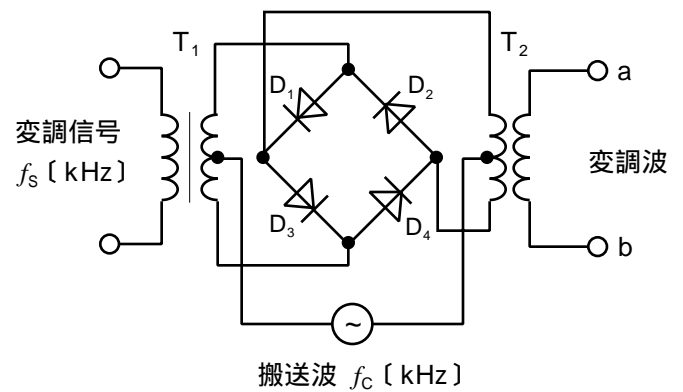 T₁
T₂
D₁
D₂
a
変調信号
fₛ〔kHz〕
変調波
D₃
D₄
b
~
搬送波 f_C〔kHz〕